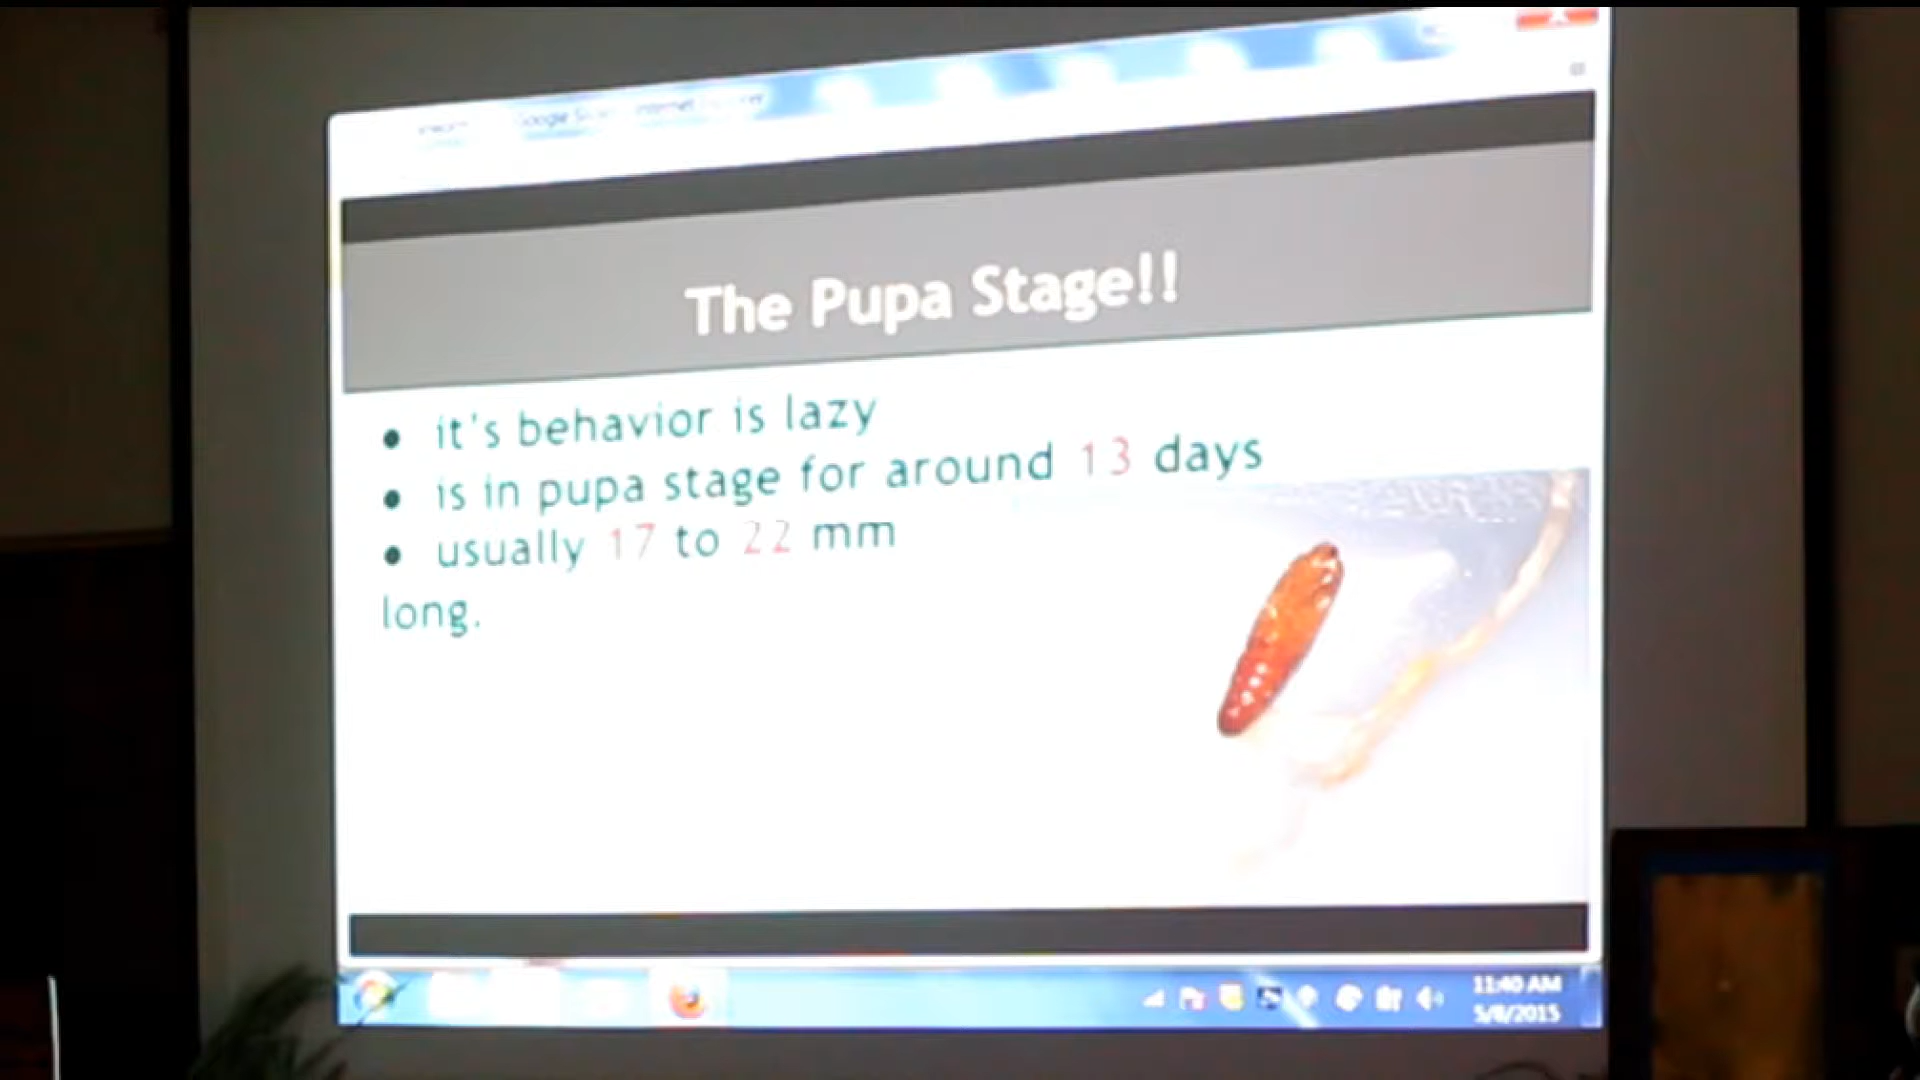 The Pupa Stage!!
● it's behavior is lazy
● is in pupa stage for around 13 days
● usually 17 to 22 mm
long.
11:40 AM
5/8/2015